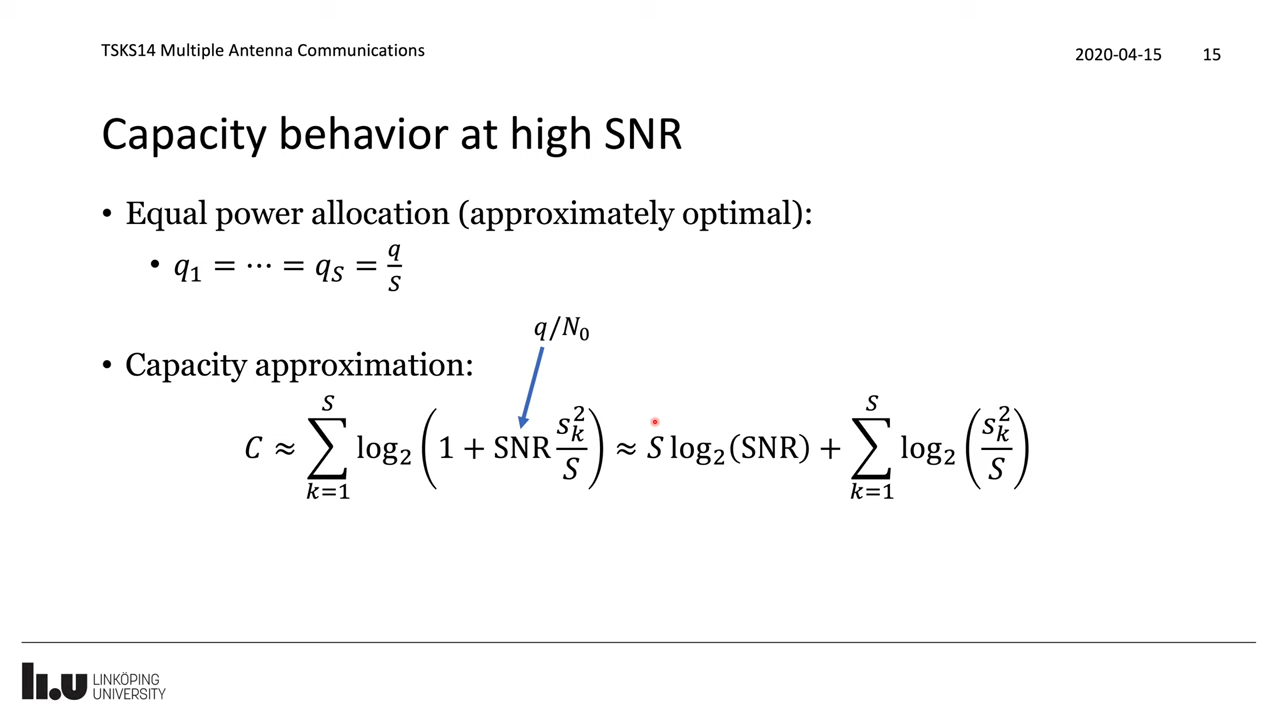 TSKS14 Multiple Antenna Communications
2020-04-15 15
Capacity behavior at high SNR
• Equal power allocation (approximately optimal):
• q₁ = ⋯ = q_S = q/S
q/N₀
• Capacity approximation:
C ≈ ∑_{k=1}^{S} log₂(1 + SNR s_k²/S) ≈ S log₂(SNR) + ∑_{k=1}^{S} log₂(s_k²/S)
li.u LINKÖPING
UNIVERSITY